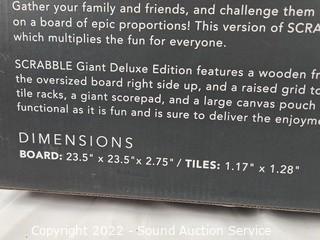 Gather your family and friends, and challenge them
on a board of epic proportions! This version of SCRA
which multiplies the fun for everyone.
SCRABBLE Giant Deluxe Edition features a wooden fr
the oversized board right side up, and a raised grid to
tile racks, a giant scorepad, and a large canvas pouch
functional as it is fun and is sure to deliver the enjoyme
DIMENSIONS
BOARD: 23.5" x 23.5"x 2.75" / TILES: 1.17" x 1.28"
Copyright 2022 - Sound Auction Service